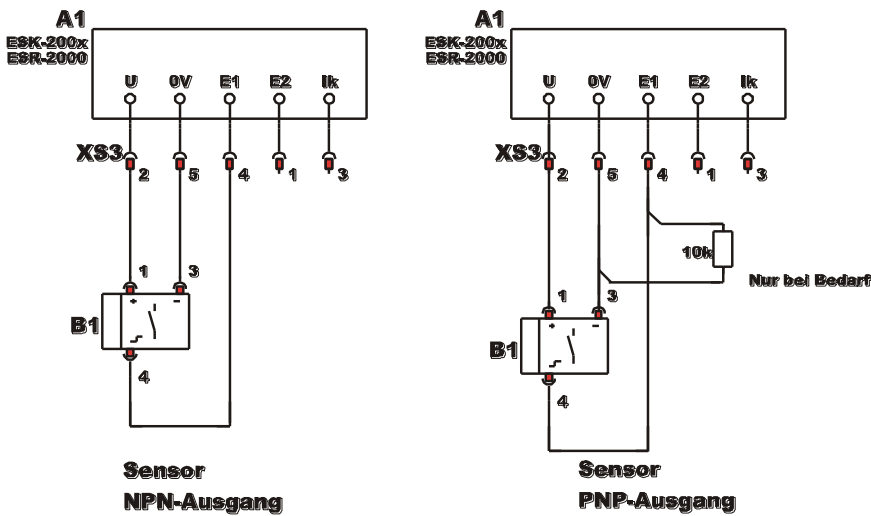 A1
ESK-200x
ESR-2000
U 0V E1 E2 Ik
XS3
2 5 4 1 3
1 3
+ -
B1
4
Sensor
NPN-Ausgang
A1
ESK-200x
ESR-2000
U 0V E1 E2 Ik
XS3
2 5 4 1 3
10k
Nur bei Bedarf
1 3
+ -
B1
4
Sensor
PNP-Ausgang